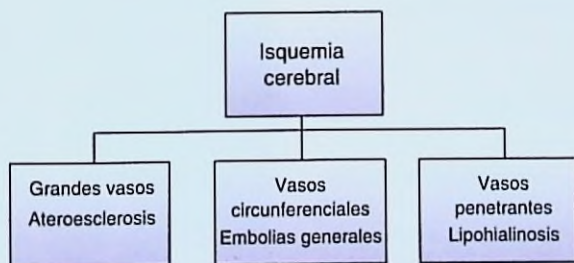 Isquemia
cerebral
Grandes vasos
Ateroesclerosis
Vasos
circunferenciales
Embolias generales
Vasos
penetrantes
Lipohialinosis